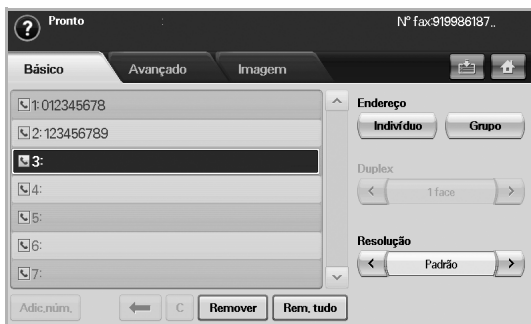 ? Pronto : Nº fax:919986187..
Básico Avançado Imagem
1: 012345678
2: 123456789
3:
4:
5:
6:
7:
Adic.núm. C Remover Rem. tudo
Endereço
Indivíduo Grupo
Duplex
< 1 face >
Resolução
< Padrão >